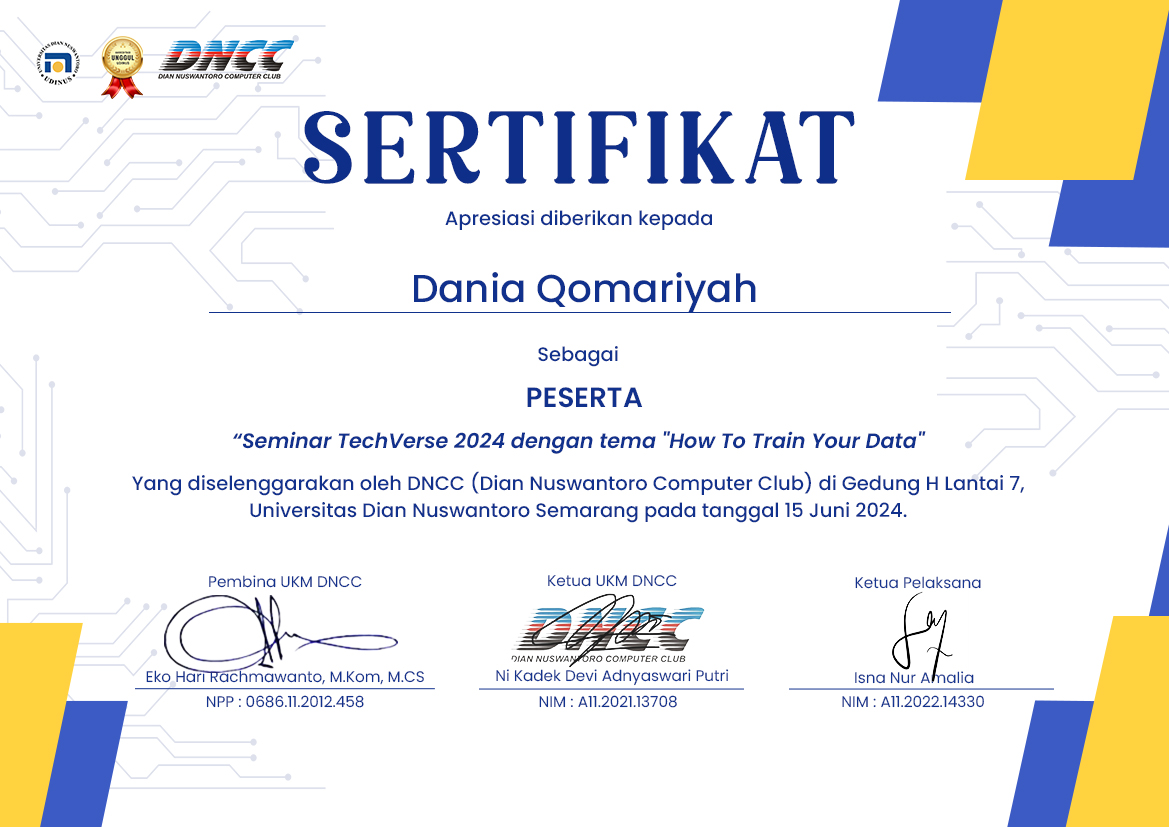 UNIVERSITAS DIAN NUSWANTORO
UDINUS
UNGGUL
DNCC
DIAN NUSWANTORO COMPUTER CLUB
SERTIFIKAT
Apresiasi diberikan kepada
Dania Qomariyah
Sebagai
PESERTA
“Seminar TechVerse 2024 dengan tema "How To Train Your Data"
Yang diselenggarakan oleh DNCC (Dian Nuswantoro Computer Club) di Gedung H Lantai 7,
Universitas Dian Nuswantoro Semarang pada tanggal 15 Juni 2024.
Pembina UKM DNCC
Eko Hari Rachmawanto, M.Kom, M.CS
NPP : 0686.11.2012.458
Ketua UKM DNCC
DNCC
DIAN NUSWANTORO COMPUTER CLUB
Ni Kadek Devi Adnyaswari Putri
NIM : A11.2021.13708
Ketua Pelaksana
Isna Nur Amalia
NIM : A11.2022.14330